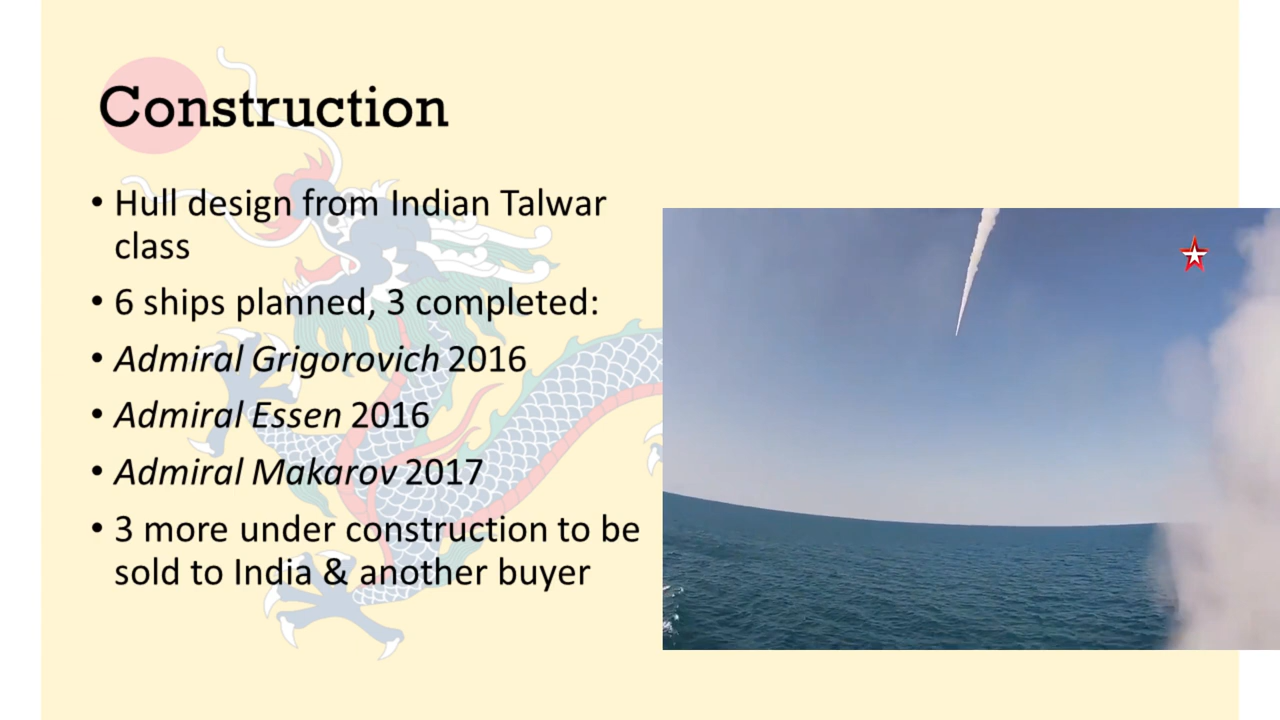 Construction
• Hull design from Indian Talwar
class
• 6 ships planned, 3 completed:
• Admiral Grigorovich 2016
• Admiral Essen 2016
• Admiral Makarov 2017
• 3 more under construction to be
sold to India & another buyer